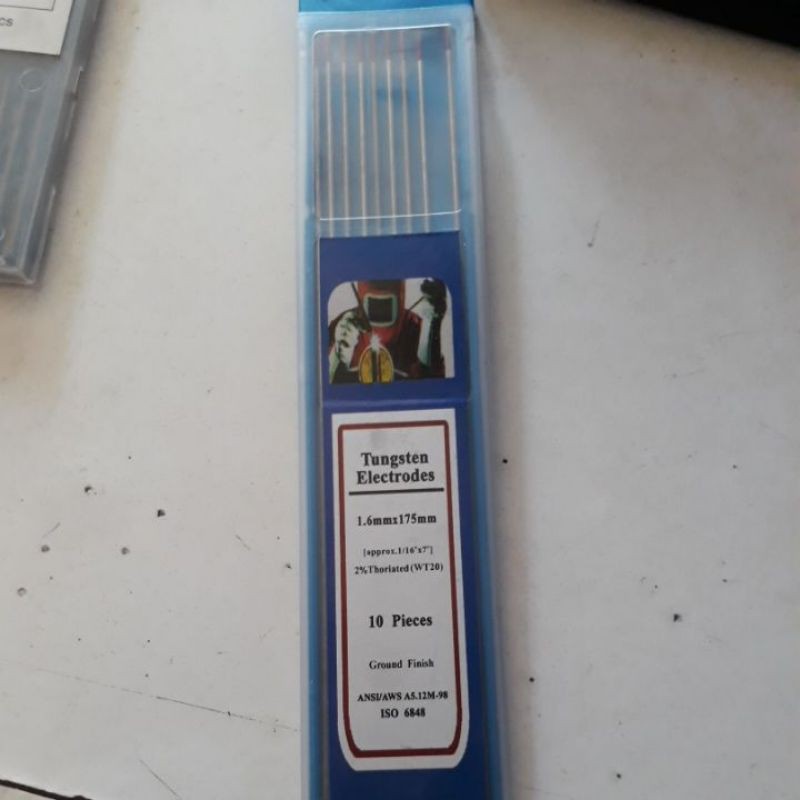 cs
Tungsten
Electrodes
1.6mmx175mm
[approx.1/16"x7"]
2%Thoriated(WT20)
10 Pieces
Ground Finish
ANSI/AWS A5.12M-98
ISO 6848